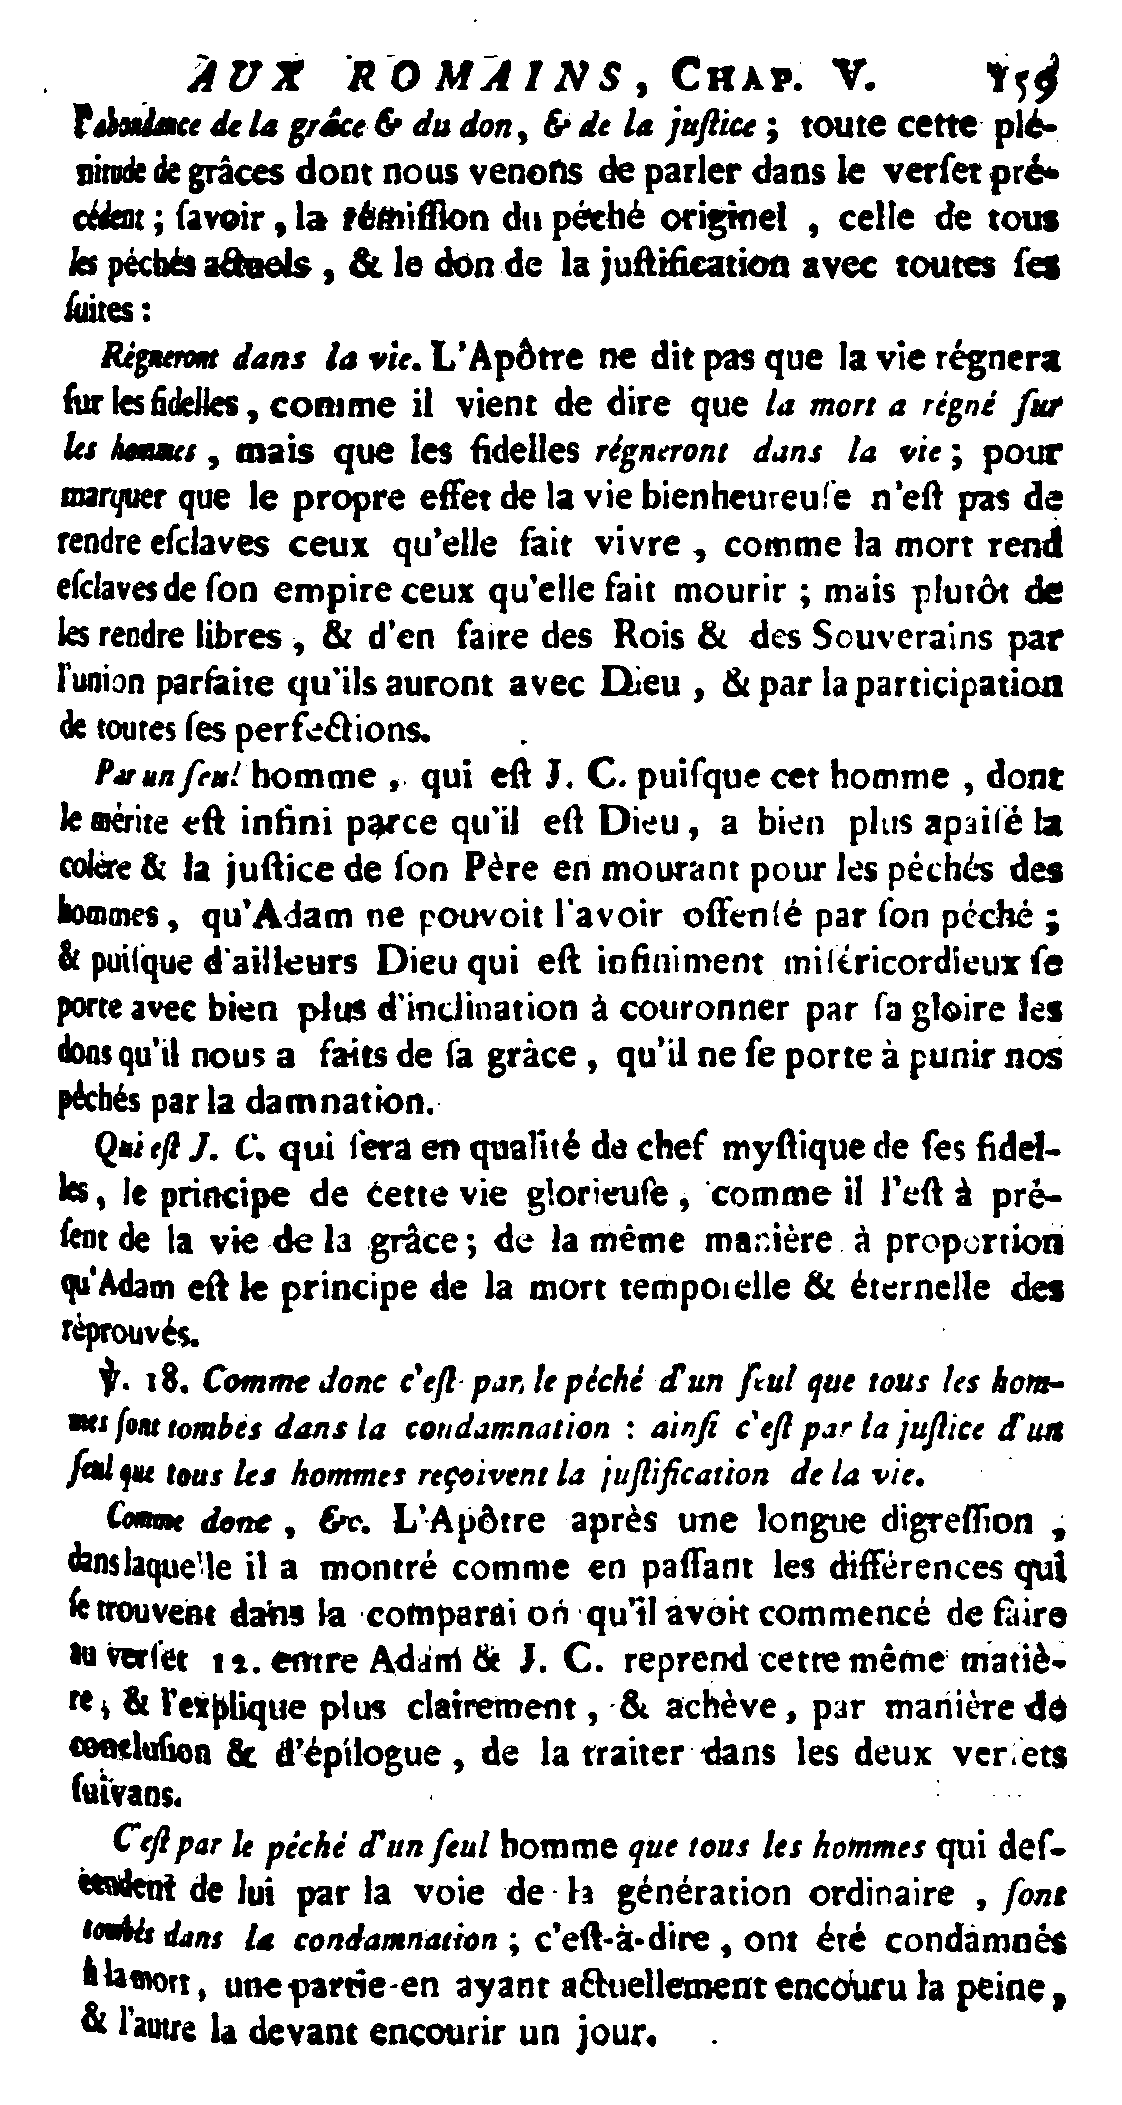 AUX ROMAINS, CHAP. V. 159
l'abondance de la grâce & du don, & de la juſtice ; toute cette plé-
nitude de grâces dont nous venons de parler dans le verſet pré-
cédent ; ſavoir, la rémiſſion du péché originel , celle de tous
les péchés actuels , & le don de la juſtification avec toutes ſes
ſuites :
Règneront dans la vie. L'Apôtre ne dit pas que la vie régnera
ſur les fidelles, comme il vient de dire que la mort a régné ſur
les hommes , mais que les fidelles régneront dans la vie ; pour
marquer que le propre effet de la vie bienheureuſe n'eſt pas de
rendre eſclaves ceux qu'elle fait vivre , comme la mort rend
eſclaves de ſon empire ceux qu'elle fait mourir ; mais plutôt de
les rendre libres , & d'en faire des Rois & des Souverains par
l'union parfaite qu'ils auront avec Dieu , & par la participation
de toutes ſes perfections.
Par un ſeul homme , qui eſt J. C. puiſque cet homme , dont
le mérite eſt infini parce qu'il eſt Dieu, a bien plus apaiſé la
colère & la juſtice de ſon Père en mourant pour les péchés des
hommes, qu'Adam ne pouvoit l'avoir offenſé par ſon péché ;
& puiſque d'ailleurs Dieu qui eſt infiniment miſéricordieux ſe
porte avec bien plus d'inclination à couronner par ſa gloire les
dons qu'il nous a faits de ſa grâce , qu'il ne ſe porte à punir nos
péchés par la damnation.
Qui eſt J. C. qui ſera en qualité de chef myſtique de ſes fidel-
les, le principe de cette vie glorieuſe , comme il l'eſt à pré-
ſent de la vie de la grâce; de la même manière à proportion
qu'Adam eſt le principe de la mort temporelle & éternelle des
réprouvés.
℣. 18. Comme donc c'eſt par le péché d'un ſeul que tous les hom-
mes ſont tombés dans la condamnation : ainſi c'eſt par la juſtice d'un
ſeul que tous les hommes reçoivent la juſtification de la vie.
Comme donc , &c. L'Apôtre après une longue digreſſion ,
dans laquelle il a montré comme en paſſant les différences qui
ſe trouvent dans la comparaiſon qu'il avoit commencé de faire
au verſet 12. entre Adam & J. C. reprend cette même matiè-
re, & l'explique plus clairement , & achève, par manière de
concluſion & d'épilogue , de la traiter dans les deux verſets
ſuivans.
C'eſt par le péché d'un ſeul homme que tous les hommes qui deſ-
cendent de lui par la voie de la génération ordinaire , ſont
tombés dans la condamnation ; c'eſt-à-dire , ont été condamnés
à la mort, une partie en ayant actuellement encouru la peine,
& l'autre la devant encourir un jour.